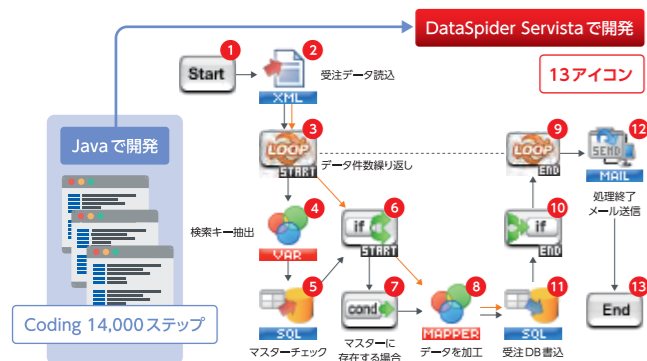 DataSpider Servistaで開発
13アイコン
Javaで開発
Coding 14,000ステップ
1
Start
2
XML
受注データ読込
3
LOOP
START
データ件数繰り返し
4
VAR
検索キー抽出
5
SQL
マスターチェック
6
if
START
7
cond
マスターに
存在する場合
8
MAPPER
データを加工
9
LOOP
END
10
if
END
11
SQL
受注DB書込
12
SEND
MAIL
処理終了
メール送信
13
End